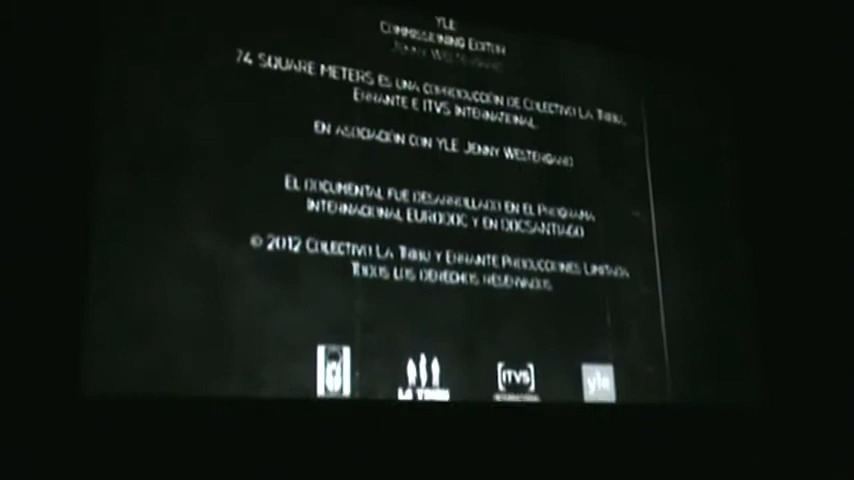 YLE
COMMISSIONING EDITOR
JENNY WESTERGARD
74 SQUARE METERS ES UNA COPRODUCCIÓN DE COLECTIVO LA TRIBU,
ERRANTE E ITVS INTERNATIONAL.
EN ASOCIACIÓN CON YLE JENNY WESTERGARD
EL DOCUMENTAL FUE DESARROLLADO EN EL PROGRAMA
INTERNACIONAL EURODOC Y EN DOCSANTIAGO
© 2012 COLECTIVO LA TRIBU Y ERRANTE PRODUCCIONES LIMITADA
TODOS LOS DERECHOS RESERVADOS
LA TRIBU
ITVS
yle